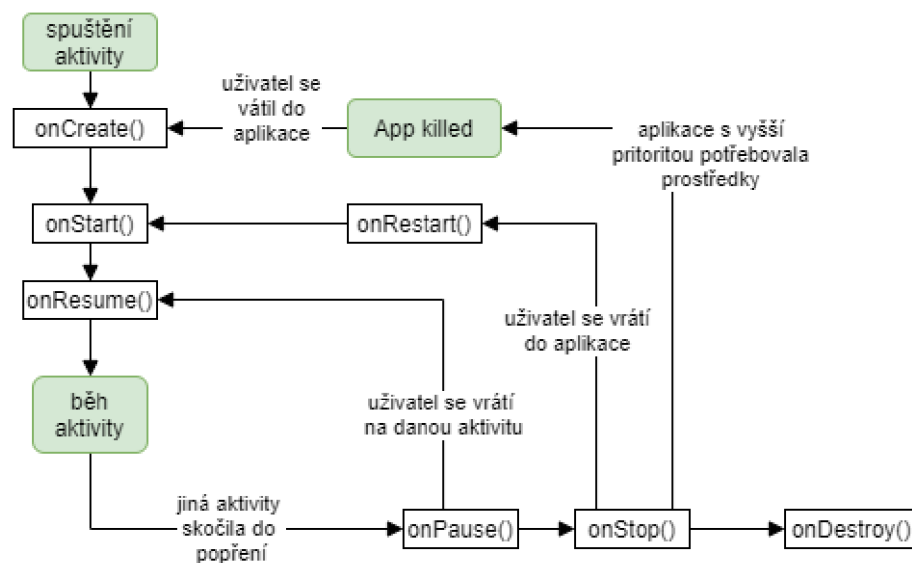 spuštění
aktivity
uživatel se
vátil do
aplikace
onCreate()
App killed
aplikace s vyšší
pritoritou potřebovala
prostředky
onStart()
onRestart()
onResume()
uživatel se vrátí
do aplikace
běh
aktivity
uživatel se vrátí
na danou aktivitu
jiná aktivity
skočila do
popření
onPause()
onStop()
onDestroy()